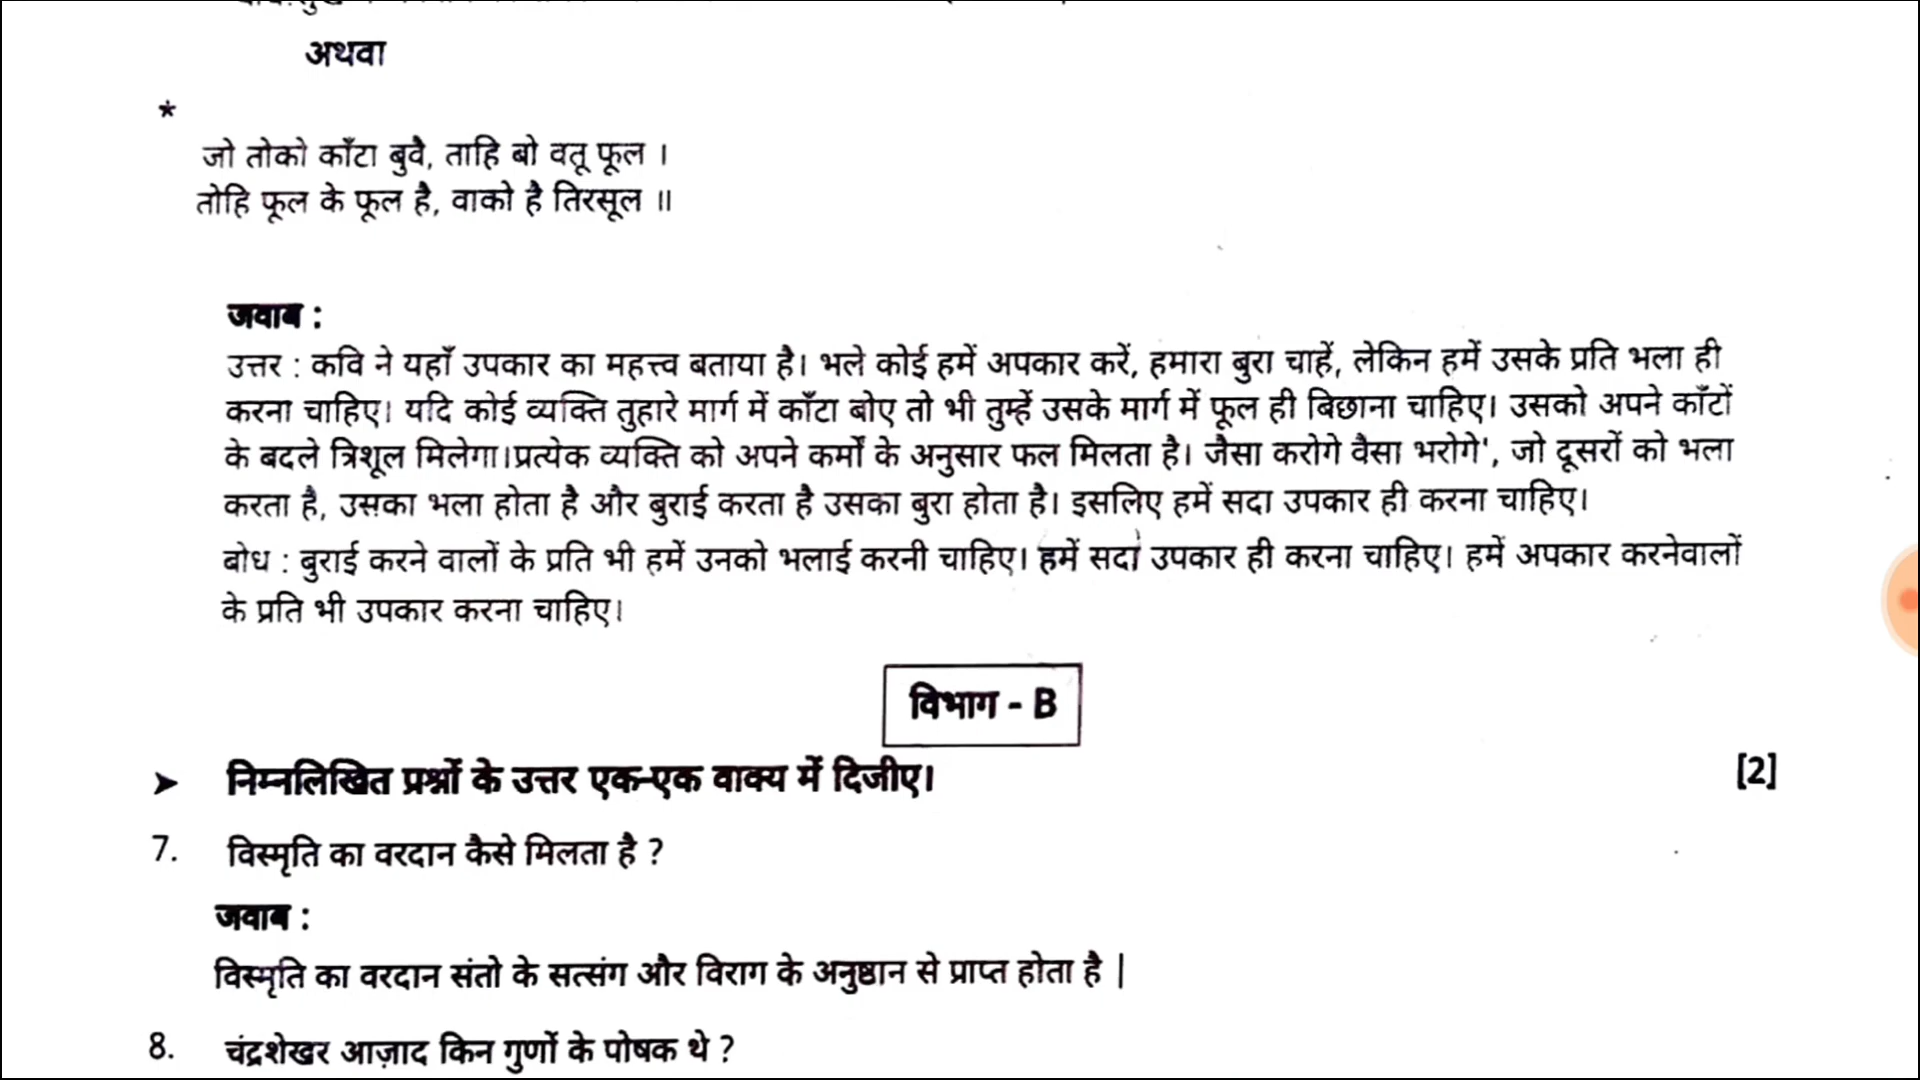 अथवा
*
जो तोको काँटा बुवै, ताहि बो वतू फूल ।
तोहि फूल के फूल है, वाको है तिरसूल ॥
जवाब :
उत्तर : कवि ने यहाँ उपकार का महत्त्व बताया है। भले कोई हमें अपकार करें, हमारा बुरा चाहें, लेकिन हमें उसके प्रति भला ही
करना चाहिए। यदि कोई व्यक्ति तुहारे मार्ग में काँटा बोए तो भी तुम्हें उसके मार्ग में फूल ही बिछाना चाहिए। उसको अपने काँटों
के बदले त्रिशूल मिलेगा।प्रत्येक व्यक्ति को अपने कर्मों के अनुसार फल मिलता है। जैसा करोगे वैसा भरोगे', जो दूसरों को भला
करता है, उसका भला होता है और बुराई करता है उसका बुरा होता है। इसलिए हमें सदा उपकार ही करना चाहिए।
बोध : बुराई करने वालों के प्रति भी हमें उनको भलाई करनी चाहिए। हमें सदा उपकार ही करना चाहिए। हमें अपकार करनेवालों
के प्रति भी उपकार करना चाहिए।
विभाग - B
➤ निम्नलिखित प्रश्नों के उत्तर एक-एक वाक्य में दिजीए। [2]
7. विस्मृति का वरदान कैसे मिलता है ?
जवाब :
विस्मृति का वरदान संतो के सत्संग और विराग के अनुष्ठान से प्राप्त होता है |
8. चंद्रशेखर आज़ाद किन गुणों के पोषक थे ?